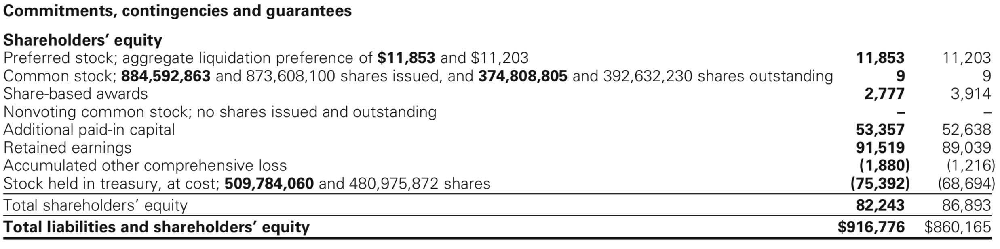 Commitments, contingencies and guarantees
Shareholders’ equity
Preferred stock; aggregate liquidation preference of $11,853 and $11,203 11,853 11,203
Common stock; 884,592,863 and 873,608,100 shares issued, and 374,808,805 and 392,632,230 shares outstanding 9 9
Share-based awards 2,777 3,914
Nonvoting common stock; no shares issued and outstanding – –
Additional paid-in capital 53,357 52,638
Retained earnings 91,519 89,039
Accumulated other comprehensive loss (1,880) (1,216)
Stock held in treasury, at cost; 509,784,060 and 480,975,872 shares (75,392) (68,694)
Total shareholders’ equity 82,243 86,893
Total liabilities and shareholders’ equity $916,776 $860,165